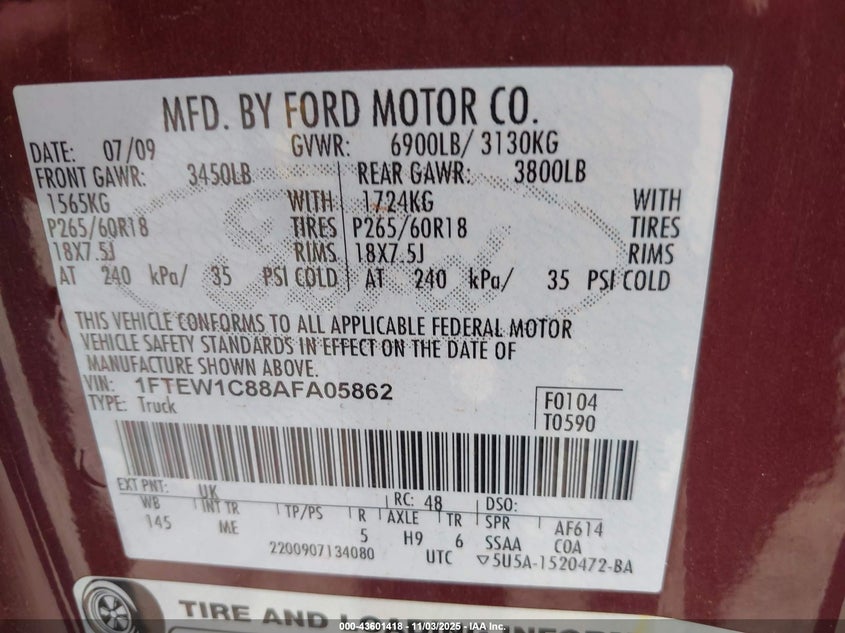 MFD. BY FORD MOTOR CO.
DATE: 07/09 GVWR: 6900LB/ 3130KG
FRONT GAWR: 3450LB REAR GAWR: 3800LB
1565KG WITH 1724KG WITH
P265/60R18 TIRES P265/60R18 TIRES
18X7.5J RIMS 18X7.5J RIMS
AT 240 kPa/ 35 PSI COLD AT 240 kPa/ 35 PSI COLD
THIS VEHICLE CONFORMS TO ALL APPLICABLE FEDERAL MOTOR
VEHICLE SAFETY STANDARDS IN EFFECT ON THE DATE OF
MANUFACTURE SHOWN ABOVE.
VIN: 1FTEW1C88AFA05862
TYPE: Truck
F0104
T0590
EXT PNT: UK RC: 48 DSO:
WB INT TR TP/PS R AXLE TR SPR AF614
145 ME 5 H9 6 SSAA COA
2200907134080 UTC ▽5U5A-1520472-BA
TIRE AND
000-43601418 - 11/03/2025 - IAA Inc.